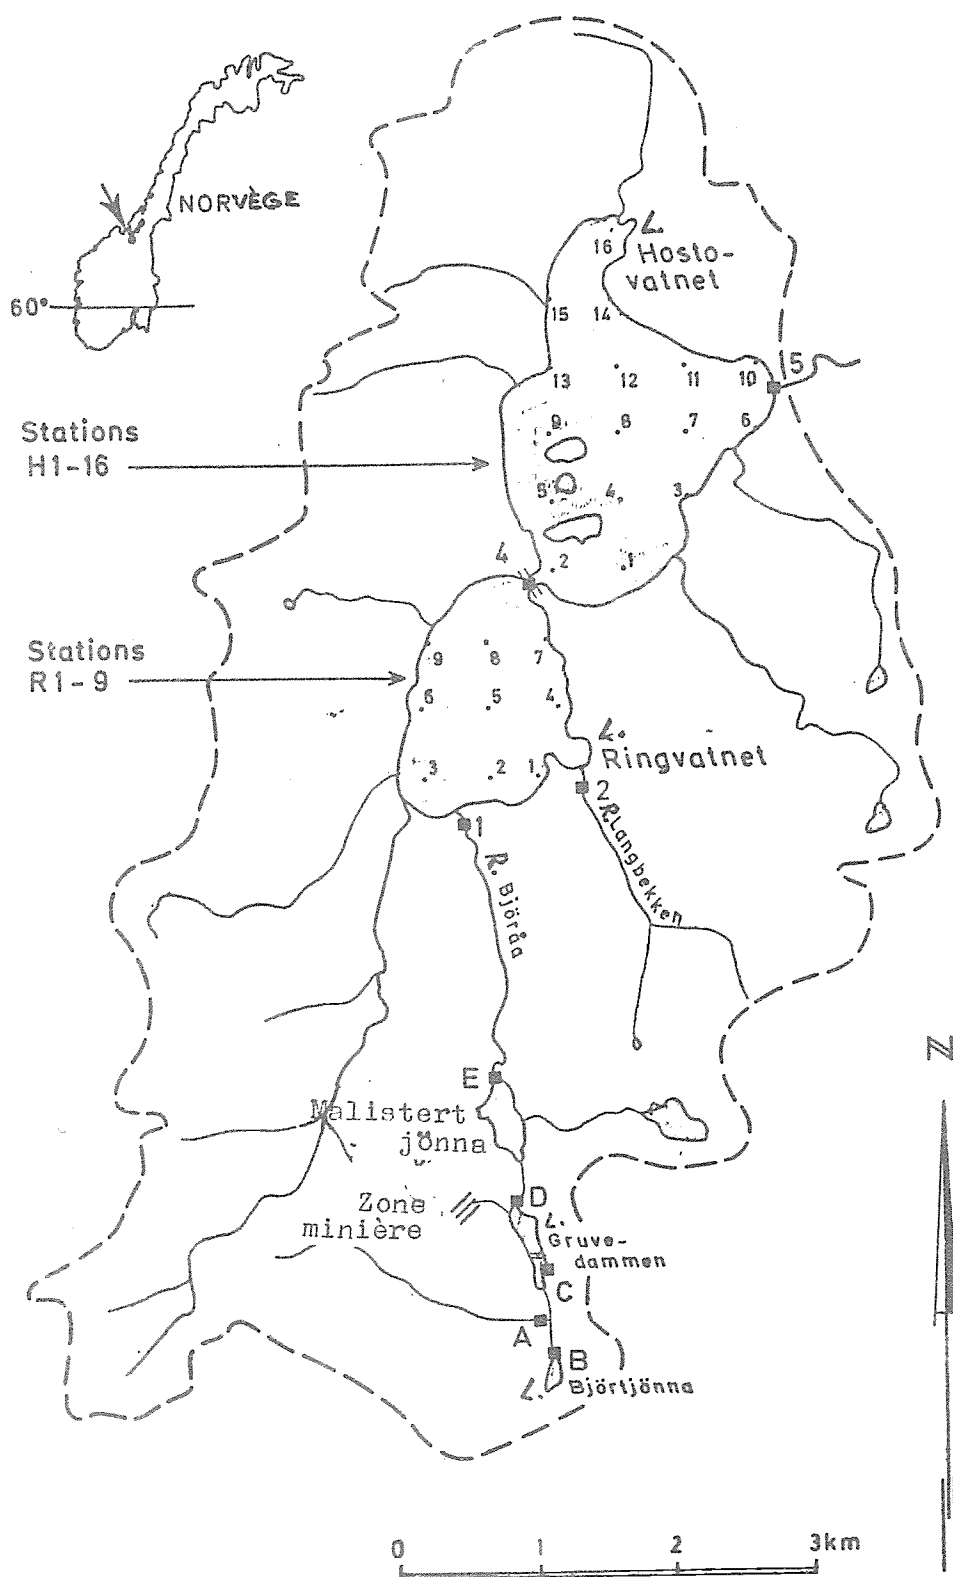 NORVÈGE
60°
L.
Hosto-
vatnet
16
15 14
13 12 11 10 5
9 8 7 6
Stations
H1-16
5 4 3
4 2 1
Stations
R1-9
9 8 7
6 5 4
3 2 1
L.
Ringvatnet
1
2
R. Langbekken
R. Björåa
N
E
Malistert
jönna
D
Zone
minière
L.
Gruve-
dammen
C
A
B
L. Björtjönna
0 1 2 3km